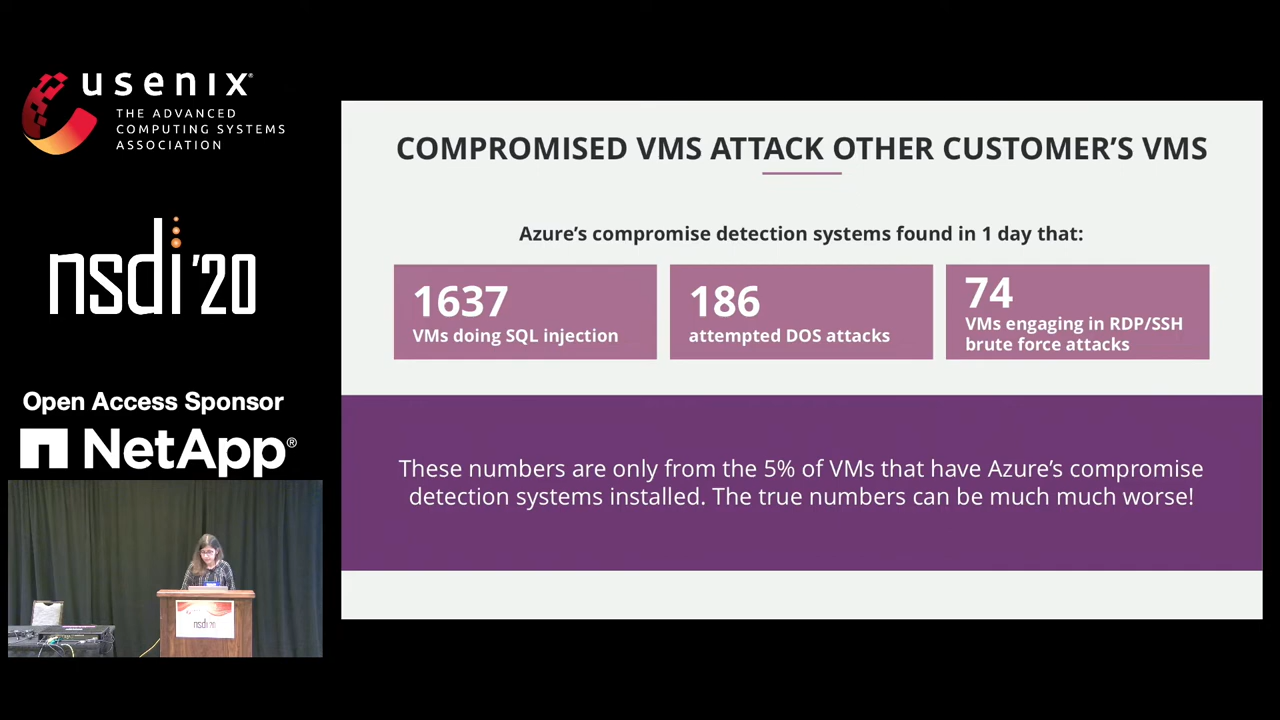 usenix®
THE ADVANCED
COMPUTING SYSTEMS
ASSOCIATION
nsdi '20
Open Access Sponsor
NetApp®
nsdi '20
COMPROMISED VMS ATTACK OTHER CUSTOMER'S VMS
Azure's compromise detection systems found in 1 day that:
1637
VMs doing SQL injection
186
attempted DOS attacks
74
VMs engaging in RDP/SSH
brute force attacks
These numbers are only from the 5% of VMs that have Azure's compromise
detection systems installed. The true numbers can be much much worse!